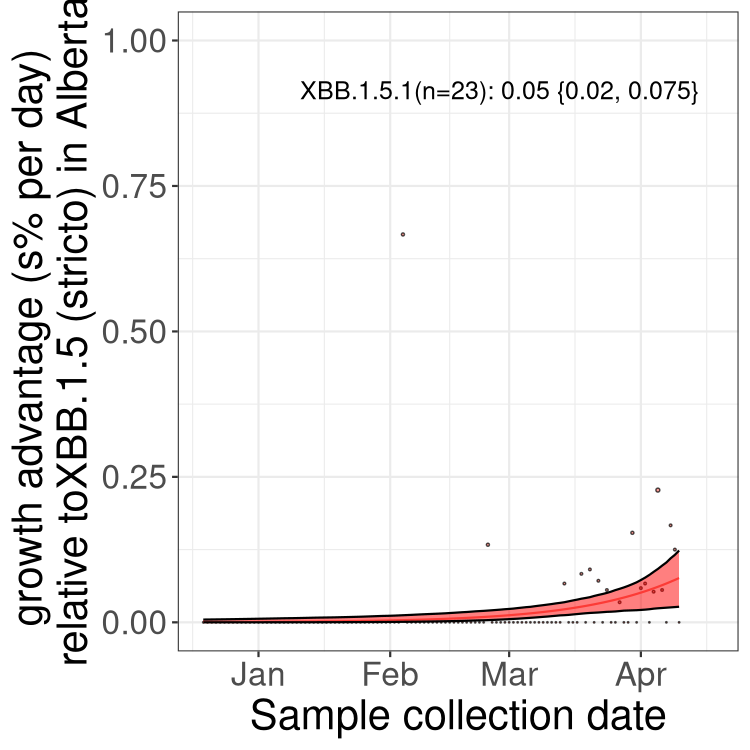 growth advantage (s% per day)
relative toXBB.1.5 (stricto) in Alberta
1.00
XBB.1.5.1(n=23): 0.05 {0.02, 0.075}
0.75
0.50
0.25
0.00
Jan Feb Mar Apr
Sample collection date